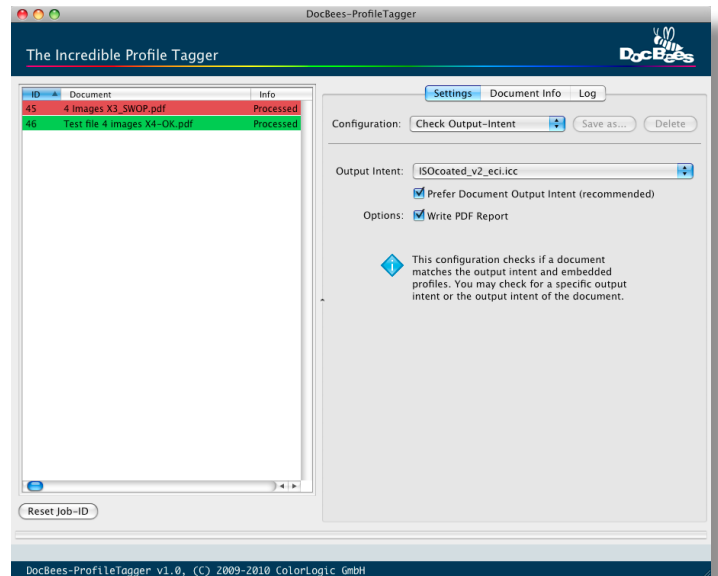 DocBees-ProfileTagger
The Incredible Profile Tagger
DocBees
ID Document Info
45 4 Images X3_SWOP.pdf Processed
46 Test file 4 images X4-OK.pdf Processed
Reset Job-ID
Settings Document Info Log
Configuration: Check Output-Intent Save as... Delete
Output Intent: ISOcoated_v2_eci.icc
Prefer Document Output Intent (recommended)
Options: Write PDF Report
This configuration checks if a document
matches the output intent and embedded
profiles. You may check for a specific output
intent or the output intent of the document.
DocBees-ProfileTagger v1.0, (C) 2009-2010 ColorLogic GmbH